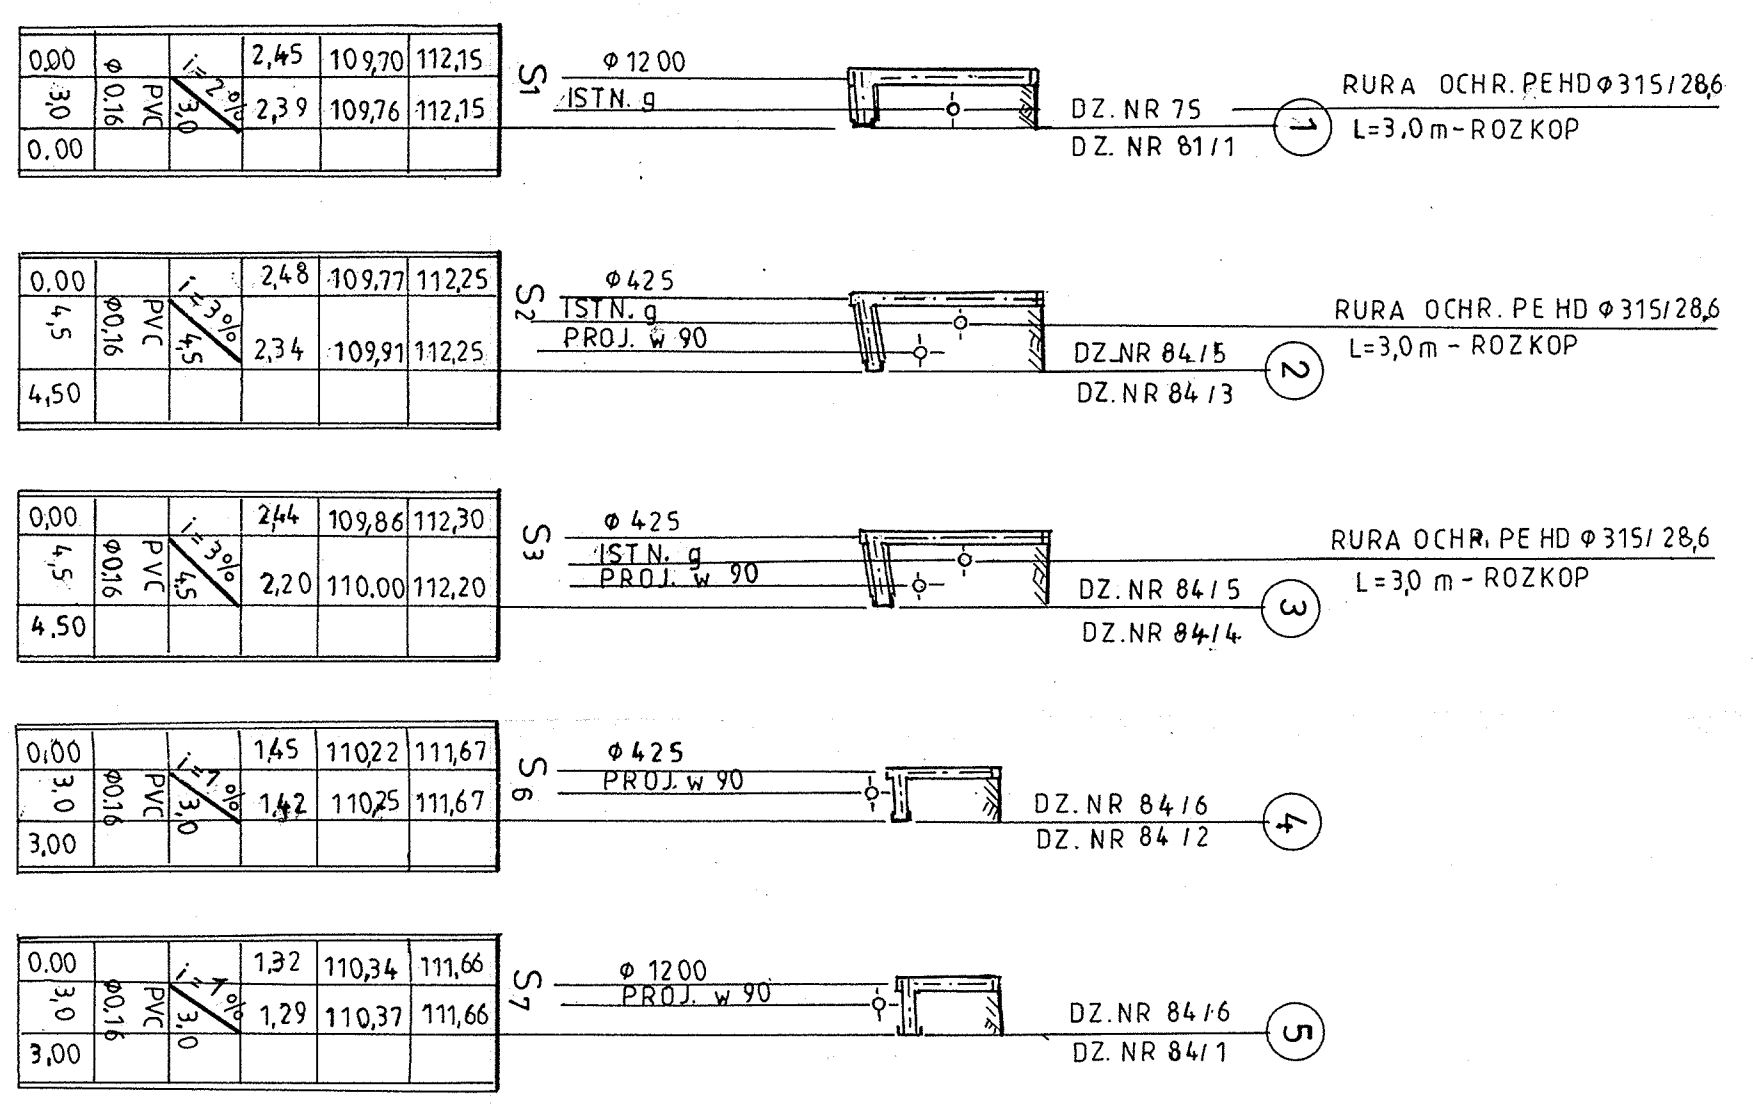 0,00 2,45 109,70 112,15
3,0 ϕ0.16 PVC i=2% 3,0 2,39 109,76 112,15
0.00
S1
ϕ1200
ISTN. g
DZ. NR 75
DZ. NR 81/1
1
RURA OCHR. PEHD ϕ315/28,6
L=3,0m-ROZKOP
0.00 2,48 109,77 112,25
4,5 ϕ0,16 PVC i=3% 4,5 2,34 109,91 112,25
4,50
S2
ϕ425
ISTN. g
PROJ. w 90
DZ. NR 84/5
DZ. NR 84/3
2
RURA OCHR. PE HD ϕ315/28,6
L=3,0m - ROZKOP
0,00 2,44 109,86 112,30
4,5 ϕ0,16 PVC i=3% 4,5 2,20 110,00 112,20
4,50
S3
ϕ425
ISTN. g
PROJ. w 90
DZ. NR 84/5
DZ.NR 84/4
3
RURA OCHR. PE HD ϕ315/28,6
L=3,0 m - ROZKOP
0,00 1,45 110,22 111,67
3,0 ϕ0,16 PVC i=1% 3,0 1,42 110,25 111,67
3,00
S6
ϕ425
PROJ. w 90
DZ. NR 84/6
DZ. NR 84/2
4
0.00 1,32 110,34 111,66
3,0 ϕ0,16 PVC i=1% 3,0 1,29 110,37 111,66
3,00
S7
ϕ1200
PROJ. w 90
DZ. NR 84/6
DZ. NR 84/1
5